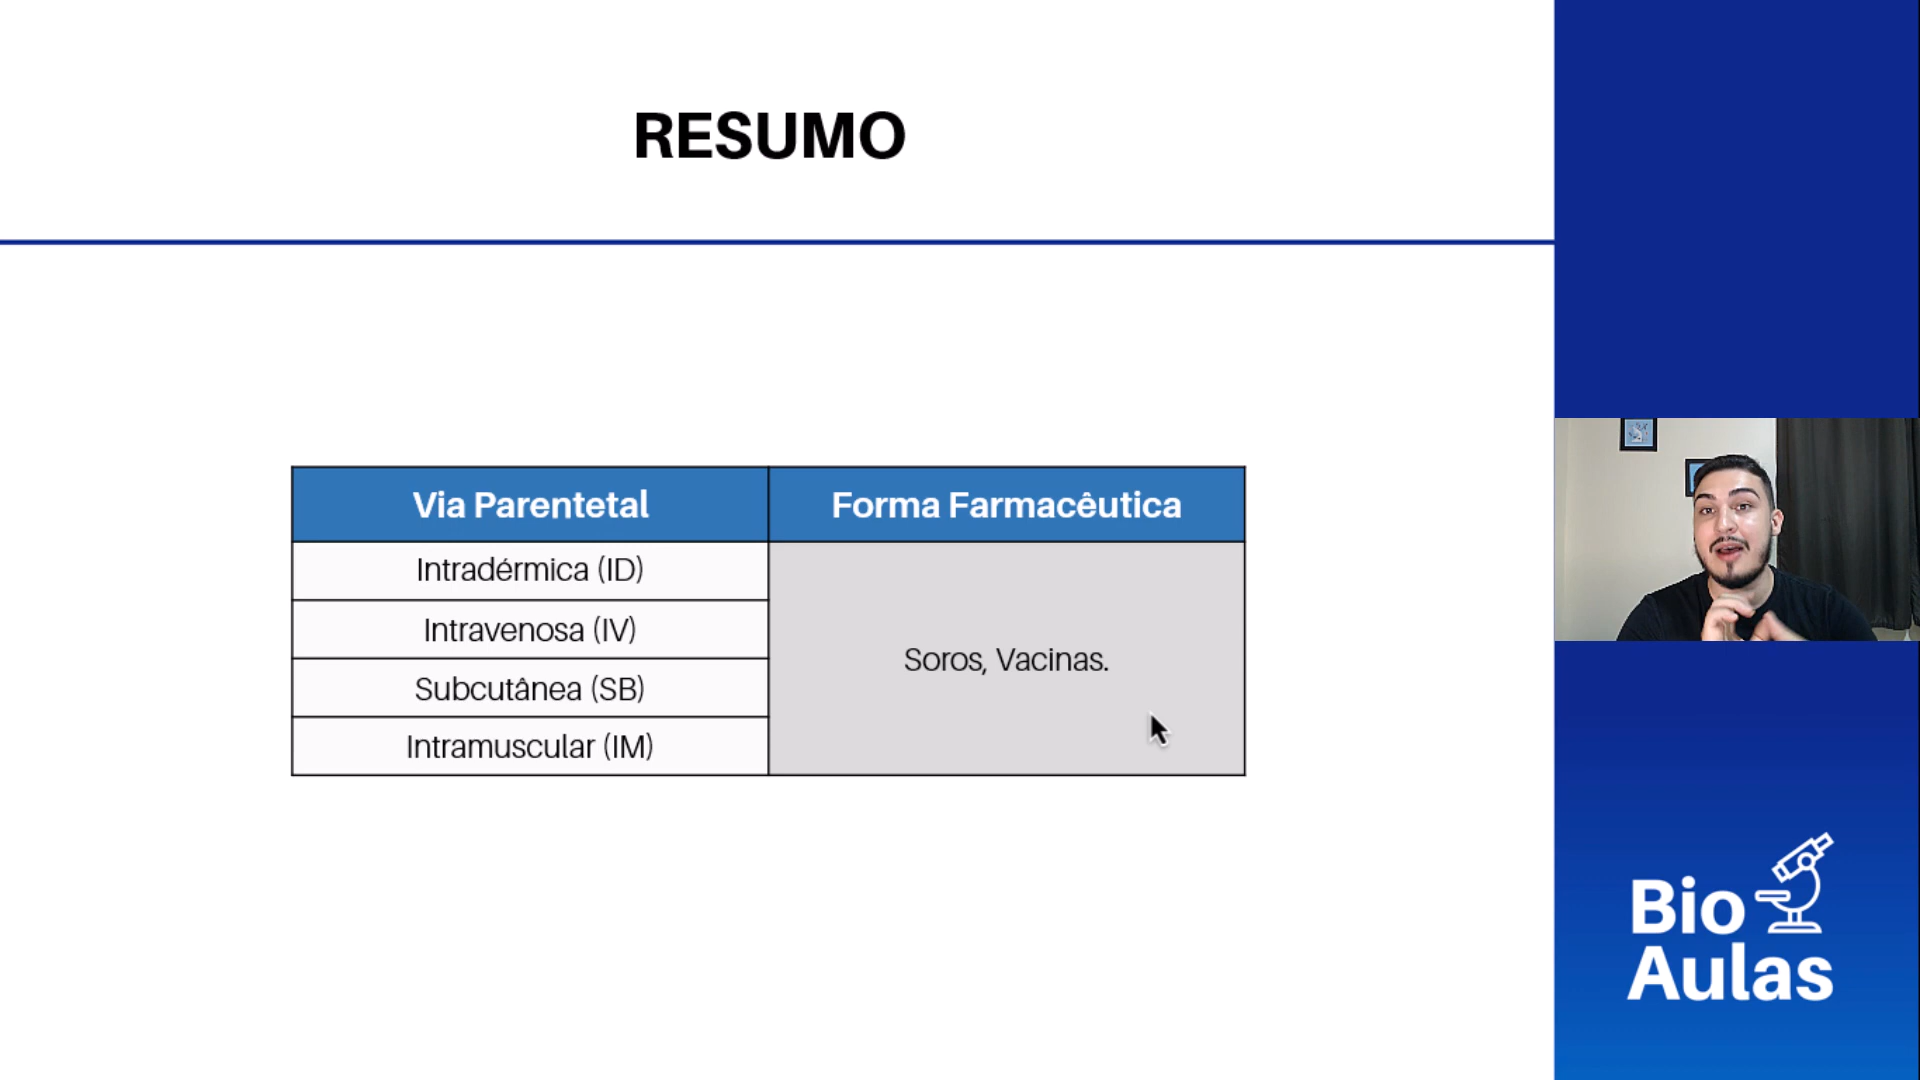 RESUMO
Via Parentetal
Forma Farmacêutica
Intradérmica (ID)
Intravenosa (IV)
Subcutânea (SB)
Intramuscular (IM)
Soros, Vacinas.
Bio
Aulas